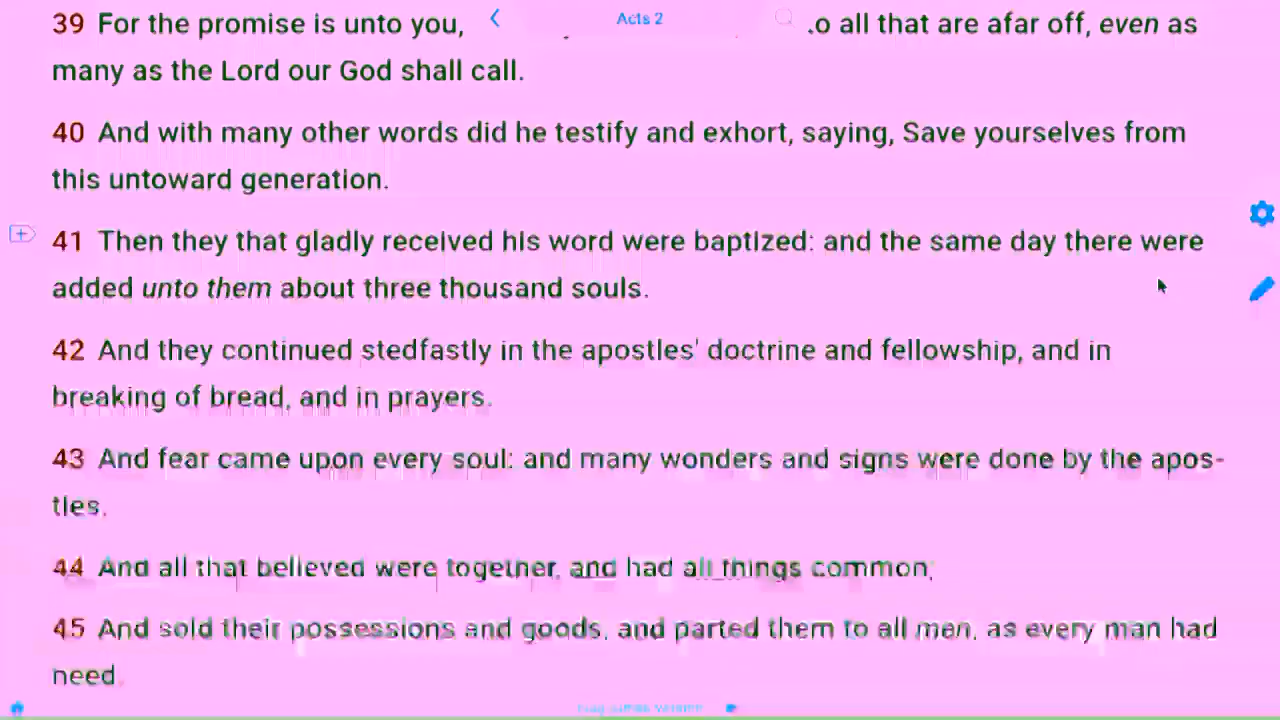 39 For the promise is unto you,
Acts 2
o all that are afar off, even as
many as the Lord our God shall call.
40 And with many other words did he testify and exhort, saying, Save yourselves from
this untoward generation.
41 Then they that gladly received his word were baptized: and the same day there were
added unto them about three thousand souls.
42 And they continued stedfastly in the apostles' doctrine and fellowship, and in
breaking of bread, and in prayers.
43 And fear came upon every soul: and many wonders and signs were done by the apos-
tles.
44 And all that believed were together, and had all things common;
45 And sold their possessions and goods, and parted them to all men, as every man had
need.
King James Version